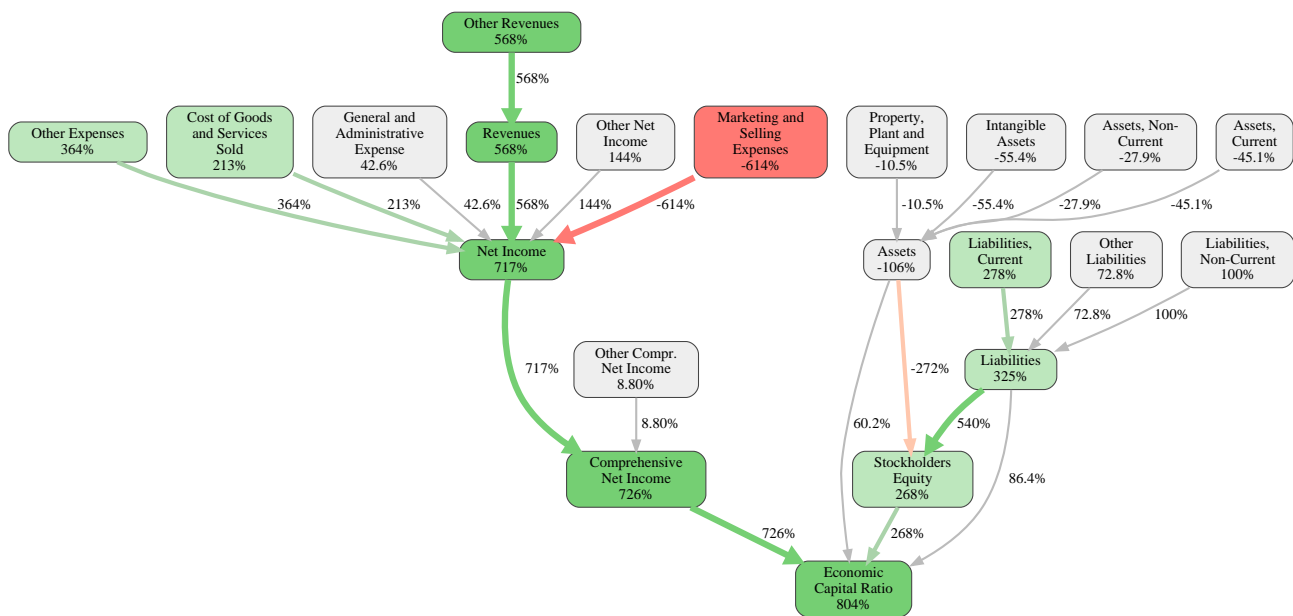 Other Revenues
568%
568%
Other Expenses
364%
Cost of Goods
and Services
Sold
213%
General and
Administrative
Expense
42.6%
Revenues
568%
Other Net
Income
144%
Marketing and
Selling
Expenses
-614%
Property,
Plant and
Equipment
-10.5%
Intangible
Assets
-55.4%
Assets, Non-
Current
-27.9%
Assets,
Current
-45.1%
364%
213%
42.6%
568%
144%
-614%
-10.5%
-55.4%
-27.9%
-45.1%
Net Income
717%
Assets
-106%
Liabilities,
Current
278%
Other
Liabilities
72.8%
Liabilities,
Non-Current
100%
278%
72.8%
100%
717%
Other Compr.
Net Income
8.80%
-272%
Liabilities
325%
8.80%
60.2%
540%
Comprehensive
Net Income
726%
Stockholders
Equity
268%
86.4%
726%
268%
Economic
Capital Ratio
804%